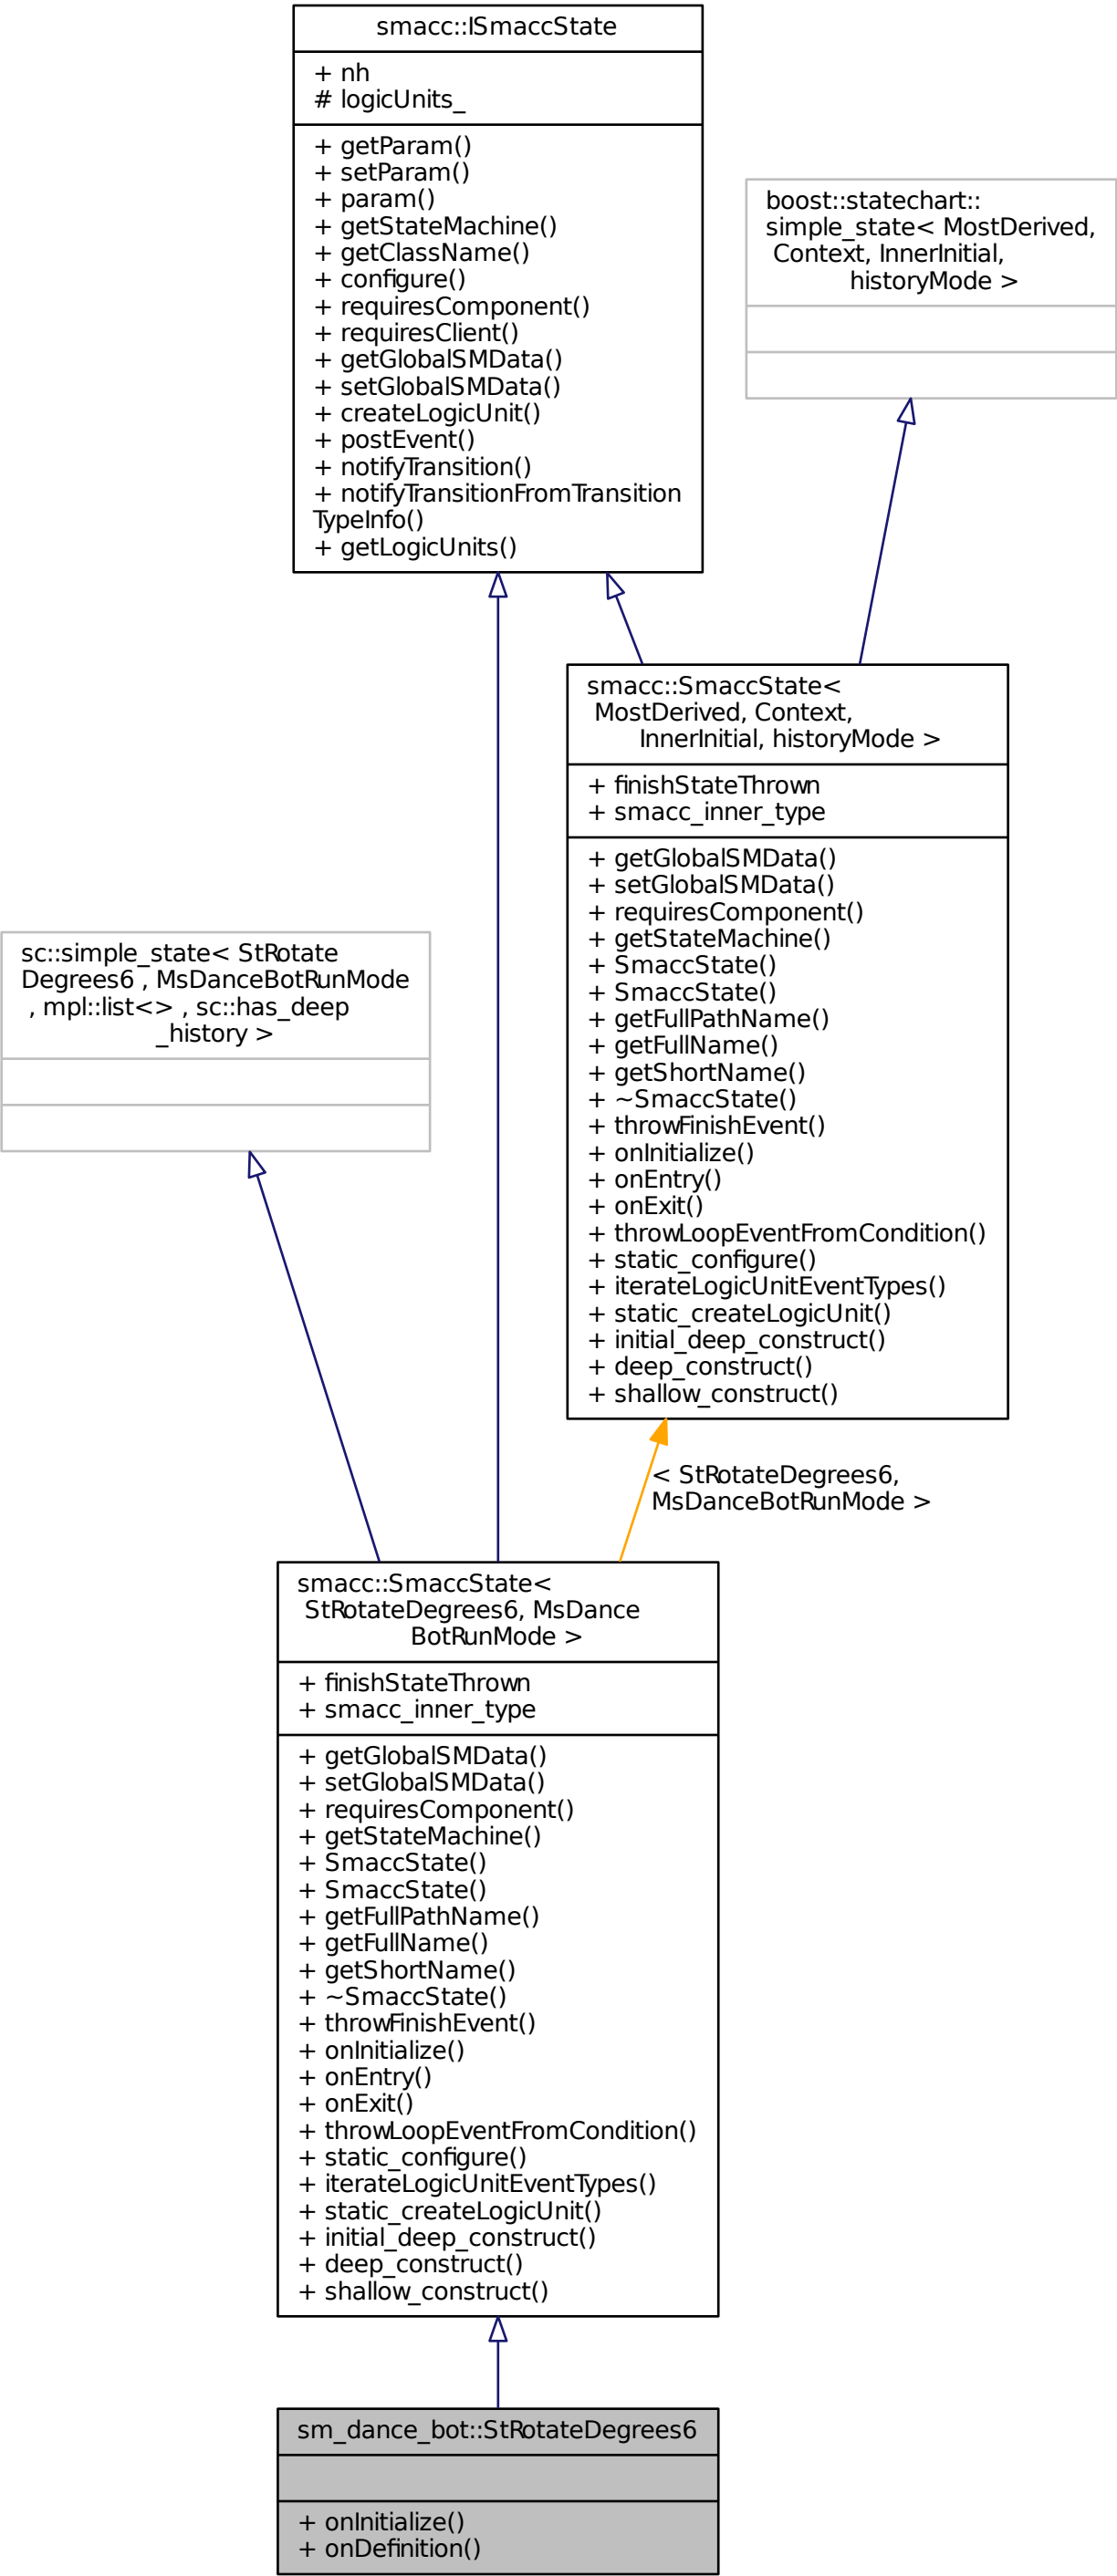 smacc::ISmaccState
+ nh
# logicUnits_
+ getParam()
+ setParam()
+ param()
+ getStateMachine()
+ getClassName()
+ configure()
+ requiresComponent()
+ requiresClient()
+ getGlobalSMData()
+ setGlobalSMData()
+ createLogicUnit()
+ postEvent()
+ notifyTransition()
+ notifyTransitionFromTransition
TypeInfo()
+ getLogicUnits()
boost::statechart::
simple_state< MostDerived,
Context, InnerInitial,
historyMode >
smacc::SmaccState<
MostDerived, Context,
InnerInitial, historyMode >
+ finishStateThrown
+ smacc_inner_type
+ getGlobalSMData()
+ setGlobalSMData()
+ requiresComponent()
+ getStateMachine()
+ SmaccState()
+ SmaccState()
+ getFullPathName()
+ getFullName()
+ getShortName()
+ ~SmaccState()
+ throwFinishEvent()
+ onInitialize()
+ onEntry()
+ onExit()
+ throwLoopEventFromCondition()
+ static_configure()
+ iterateLogicUnitEventTypes()
+ static_createLogicUnit()
+ initial_deep_construct()
+ deep_construct()
+ shallow_construct()
sc::simple_state< StRotate
Degrees6 , MsDanceBotRunMode
, mpl::list<> , sc::has_deep
_history >
< StRotateDegrees6,
MsDanceBotRunMode >
smacc::SmaccState<
StRotateDegrees6, MsDance
BotRunMode >
+ finishStateThrown
+ smacc_inner_type
+ getGlobalSMData()
+ setGlobalSMData()
+ requiresComponent()
+ getStateMachine()
+ SmaccState()
+ SmaccState()
+ getFullPathName()
+ getFullName()
+ getShortName()
+ ~SmaccState()
+ throwFinishEvent()
+ onInitialize()
+ onEntry()
+ onExit()
+ throwLoopEventFromCondition()
+ static_configure()
+ iterateLogicUnitEventTypes()
+ static_createLogicUnit()
+ initial_deep_construct()
+ deep_construct()
+ shallow_construct()
sm_dance_bot::StRotateDegrees6
+ onInitialize()
+ onDefinition()